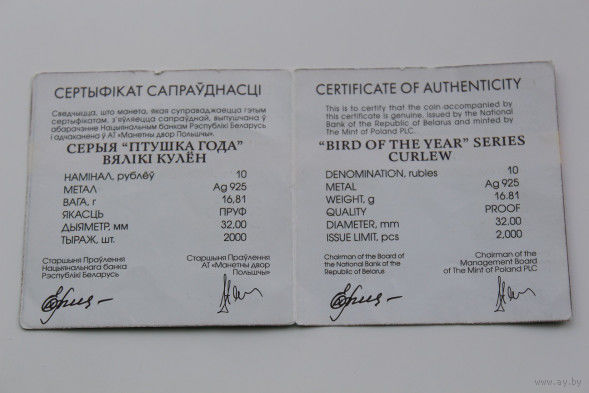 СЕРТЫФІКАТ САПРАЎДНАСЦІ
Сведчыцца, што манета, якая суправаджаецца гэтым
сертыфікатам, з'яўляецца сапраўднай, выпушчана ў
абарачэнне Нацыянальным банкам Рэспублікі Беларусь
і адчаканена ў АТ «Манетны двор Польшчы».
СЕРЫЯ "ПТУШКА ГОДА"
ВЯЛІКІ КУЛЁН
НАМІНАЛ, рублёў 10
МЕТАЛ Ag 925
ВАГА, г 16,81
ЯКАСЦЬ ПРУФ
ДЫЯМЕТР, мм 32,00
ТЫРАЖ, шт. 2000
Старшыня Праўлення
Нацыянальнага банка
Рэспублікі Беларусь
Старшыня Праўлення
АТ «Манетны двор
Польшчы»
CERTIFICATE OF AUTHENTICITY
This is to certify that the coin accompanied by
this certificate is genuine, issued by the National
Bank of the Republic of Belarus and minted by
The Mint of Poland PLC.
"BIRD OF THE YEAR" SERIES
CURLEW
DENOMINATION, rubles 10
METAL Ag 925
WEIGHT, g 16.81
QUALITY PROOF
DIAMETER, mm 32.00
ISSUE LIMIT, pcs 2,000
Chairman of the Board of
the National Bank of the
Republic of Belarus
Chairman of the
Management Board
of The Mint of Poland PLC
www.ay.by